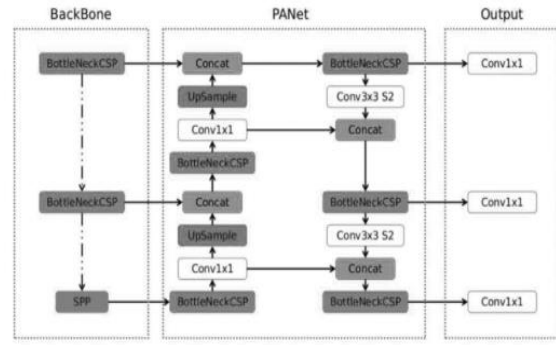 BackBone PANet Output
BottleNeckCSP Concat BottleNeckCSP Conv1x1
UpSample Conv3x3 S2
Conv1x1 Concat
BottleNeckCSP
BottleNeckCSP Concat BottleNeckCSP Conv1x1
UpSample Conv3x3 S2
Conv1x1 Concat
SPP BottleNeckCSP BottleNeckCSP Conv1x1